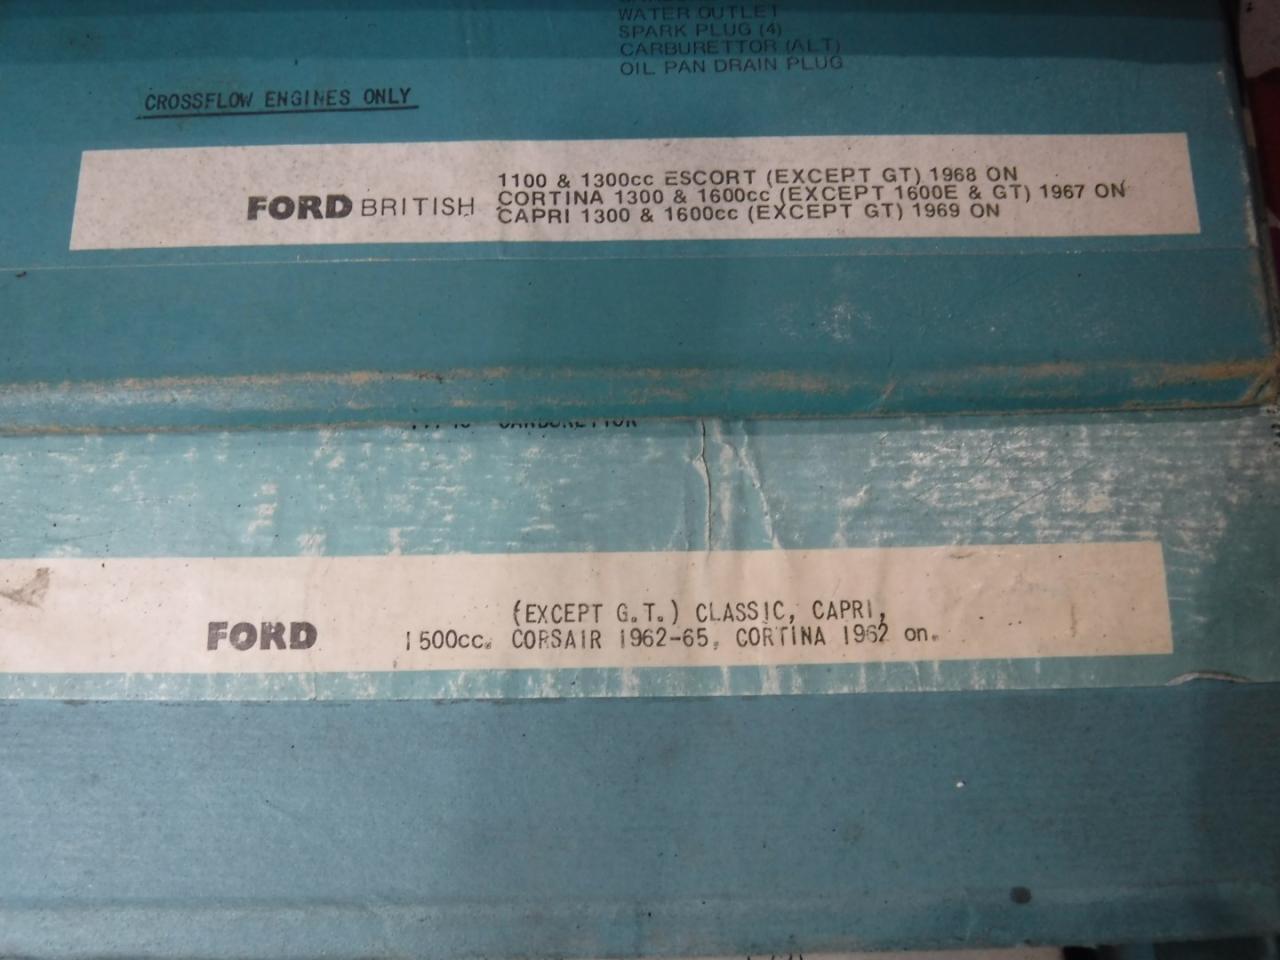 WATER OUTLET
SPARK PLUG (4)
CARBURETTOR (ALT)
OIL PAN DRAIN PLUG
CROSSFLOW ENGINES ONLY
1100 & 1300cc ESCORT (EXCEPT GT) 1968 ON
FORD BRITISH CORTINA 1300 & 1600cc (EXCEPT 1600E & GT) 1967 ON
CAPRI 1300 & 1600cc (EXCEPT GT) 1969 ON
CARBURETTOR
(EXCEPT G.T.) CLASSIC, CAPRI,
FORD 1500cc. CORSAIR 1962-65, CORTINA 1962 on.